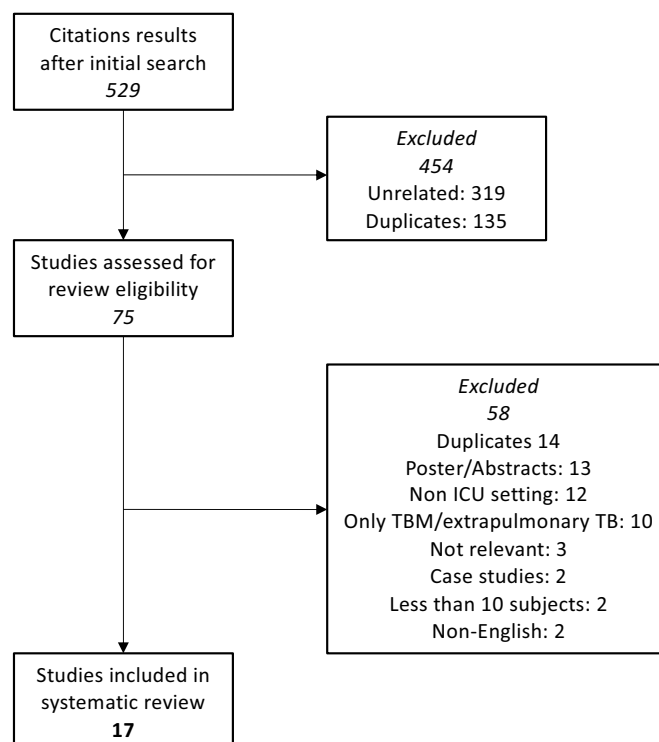 Citations results
after initial search
529
Excluded
454
Unrelated: 319
Duplicates: 135
Studies assessed for
review eligibility
75
Excluded
58
Duplicates 14
Poster/Abstracts: 13
Non ICU setting: 12
Only TBM/extrapulmonary TB: 10
Not relevant: 3
Case studies: 2
Less than 10 subjects: 2
Non-English: 2
Studies included in
systematic review
17